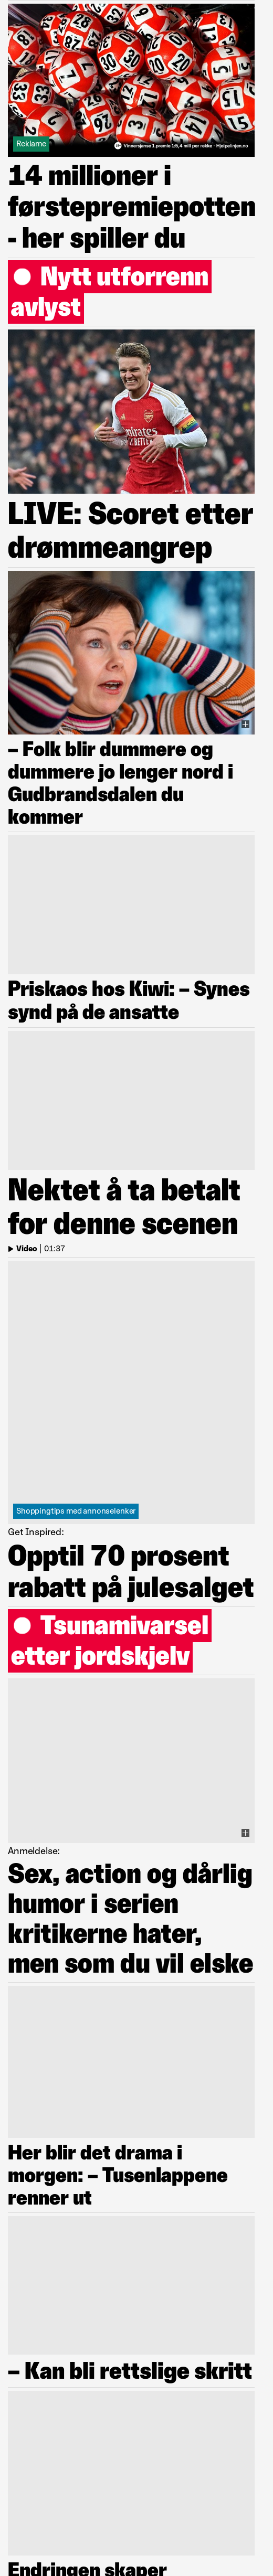 Reklame
Vinnersjanse 1.premie 1:5,4 mill per rekke - Hjelpelinjen.no
14 millioner i
førstepremiepotten
- her spiller du
Nytt utforrenn
avlyst
LIVE: Scoret etter
drømmeangrep
– Folk blir dummere og
dummere jo lenger nord i
Gudbrandsdalen du
kommer
Priskaos hos Kiwi: – Synes
synd på de ansatte
Nektet å ta betalt
for denne scenen
Video | 01:37
Shoppingtips med annonselenker
Get Inspired:
Opptil 70 prosent
rabatt på julesalget
Tsunamivarsel
etter jordskjelv
Anmeldelse:
Sex, action og dårlig
humor i serien
kritikerne hater,
men som du vil elske
Her blir det drama i
morgen: – Tusenlappene
renner ut
– Kan bli rettslige skritt
Endringen skaper